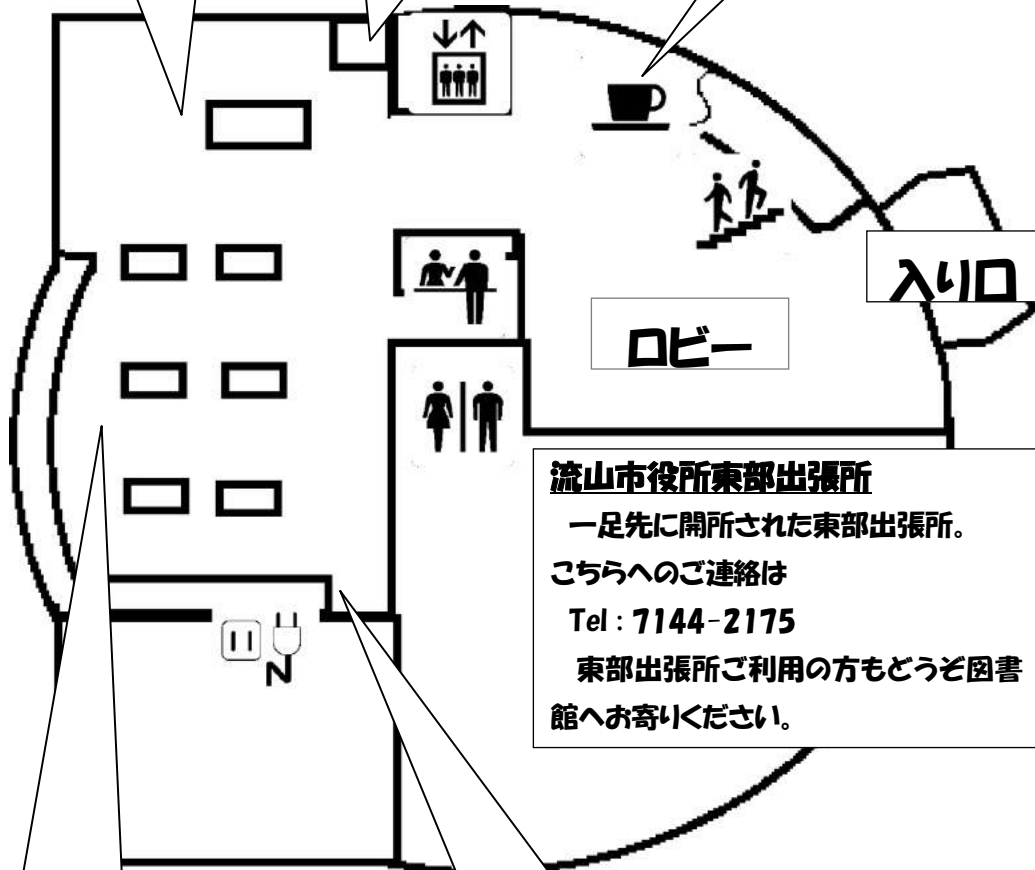 入り口
ロビー
流山市役所東部出張所
一足先に開所された東部出張所。
こちらへのご連絡は
Tel：7144-2175
東部出張所ご利用の方もどうぞ図書
館へお寄りください。